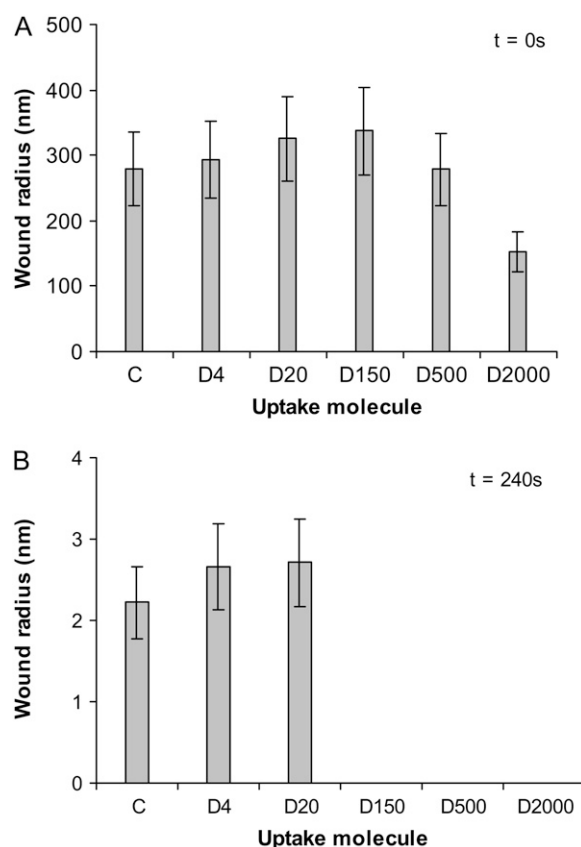 A
500
400
300
200
100
0
Wound radius (nm)
t = 0s
C D4 D20 D150 D500 D2000
Uptake molecule
B
4
3
2
1
0
Wound radius (nm)
t = 240s
C D4 D20 D150 D500 D2000
Uptake molecule